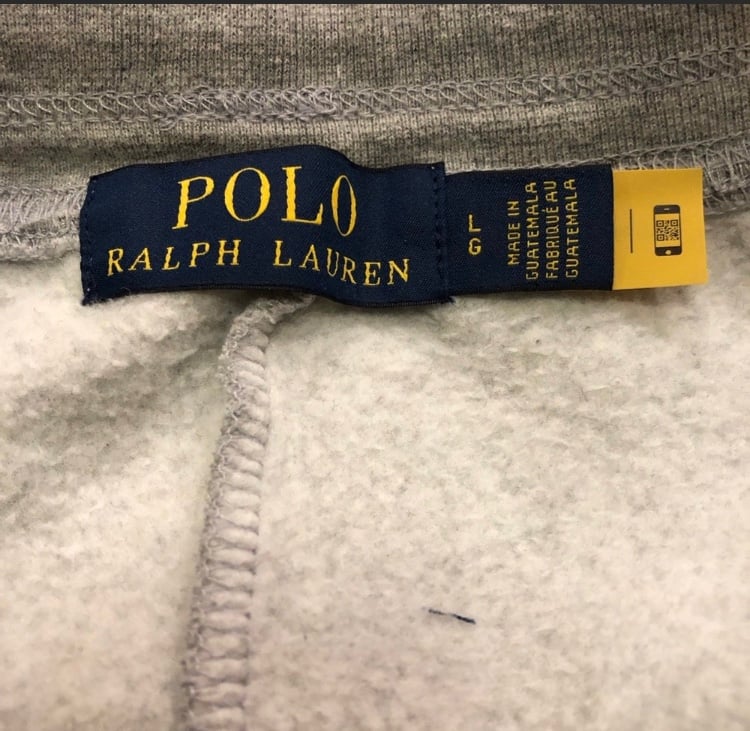 POLO
RALPH LAUREN
L
G
MADE IN
GUATEMALA
FABRIQUÉ AU
GUATEMALA